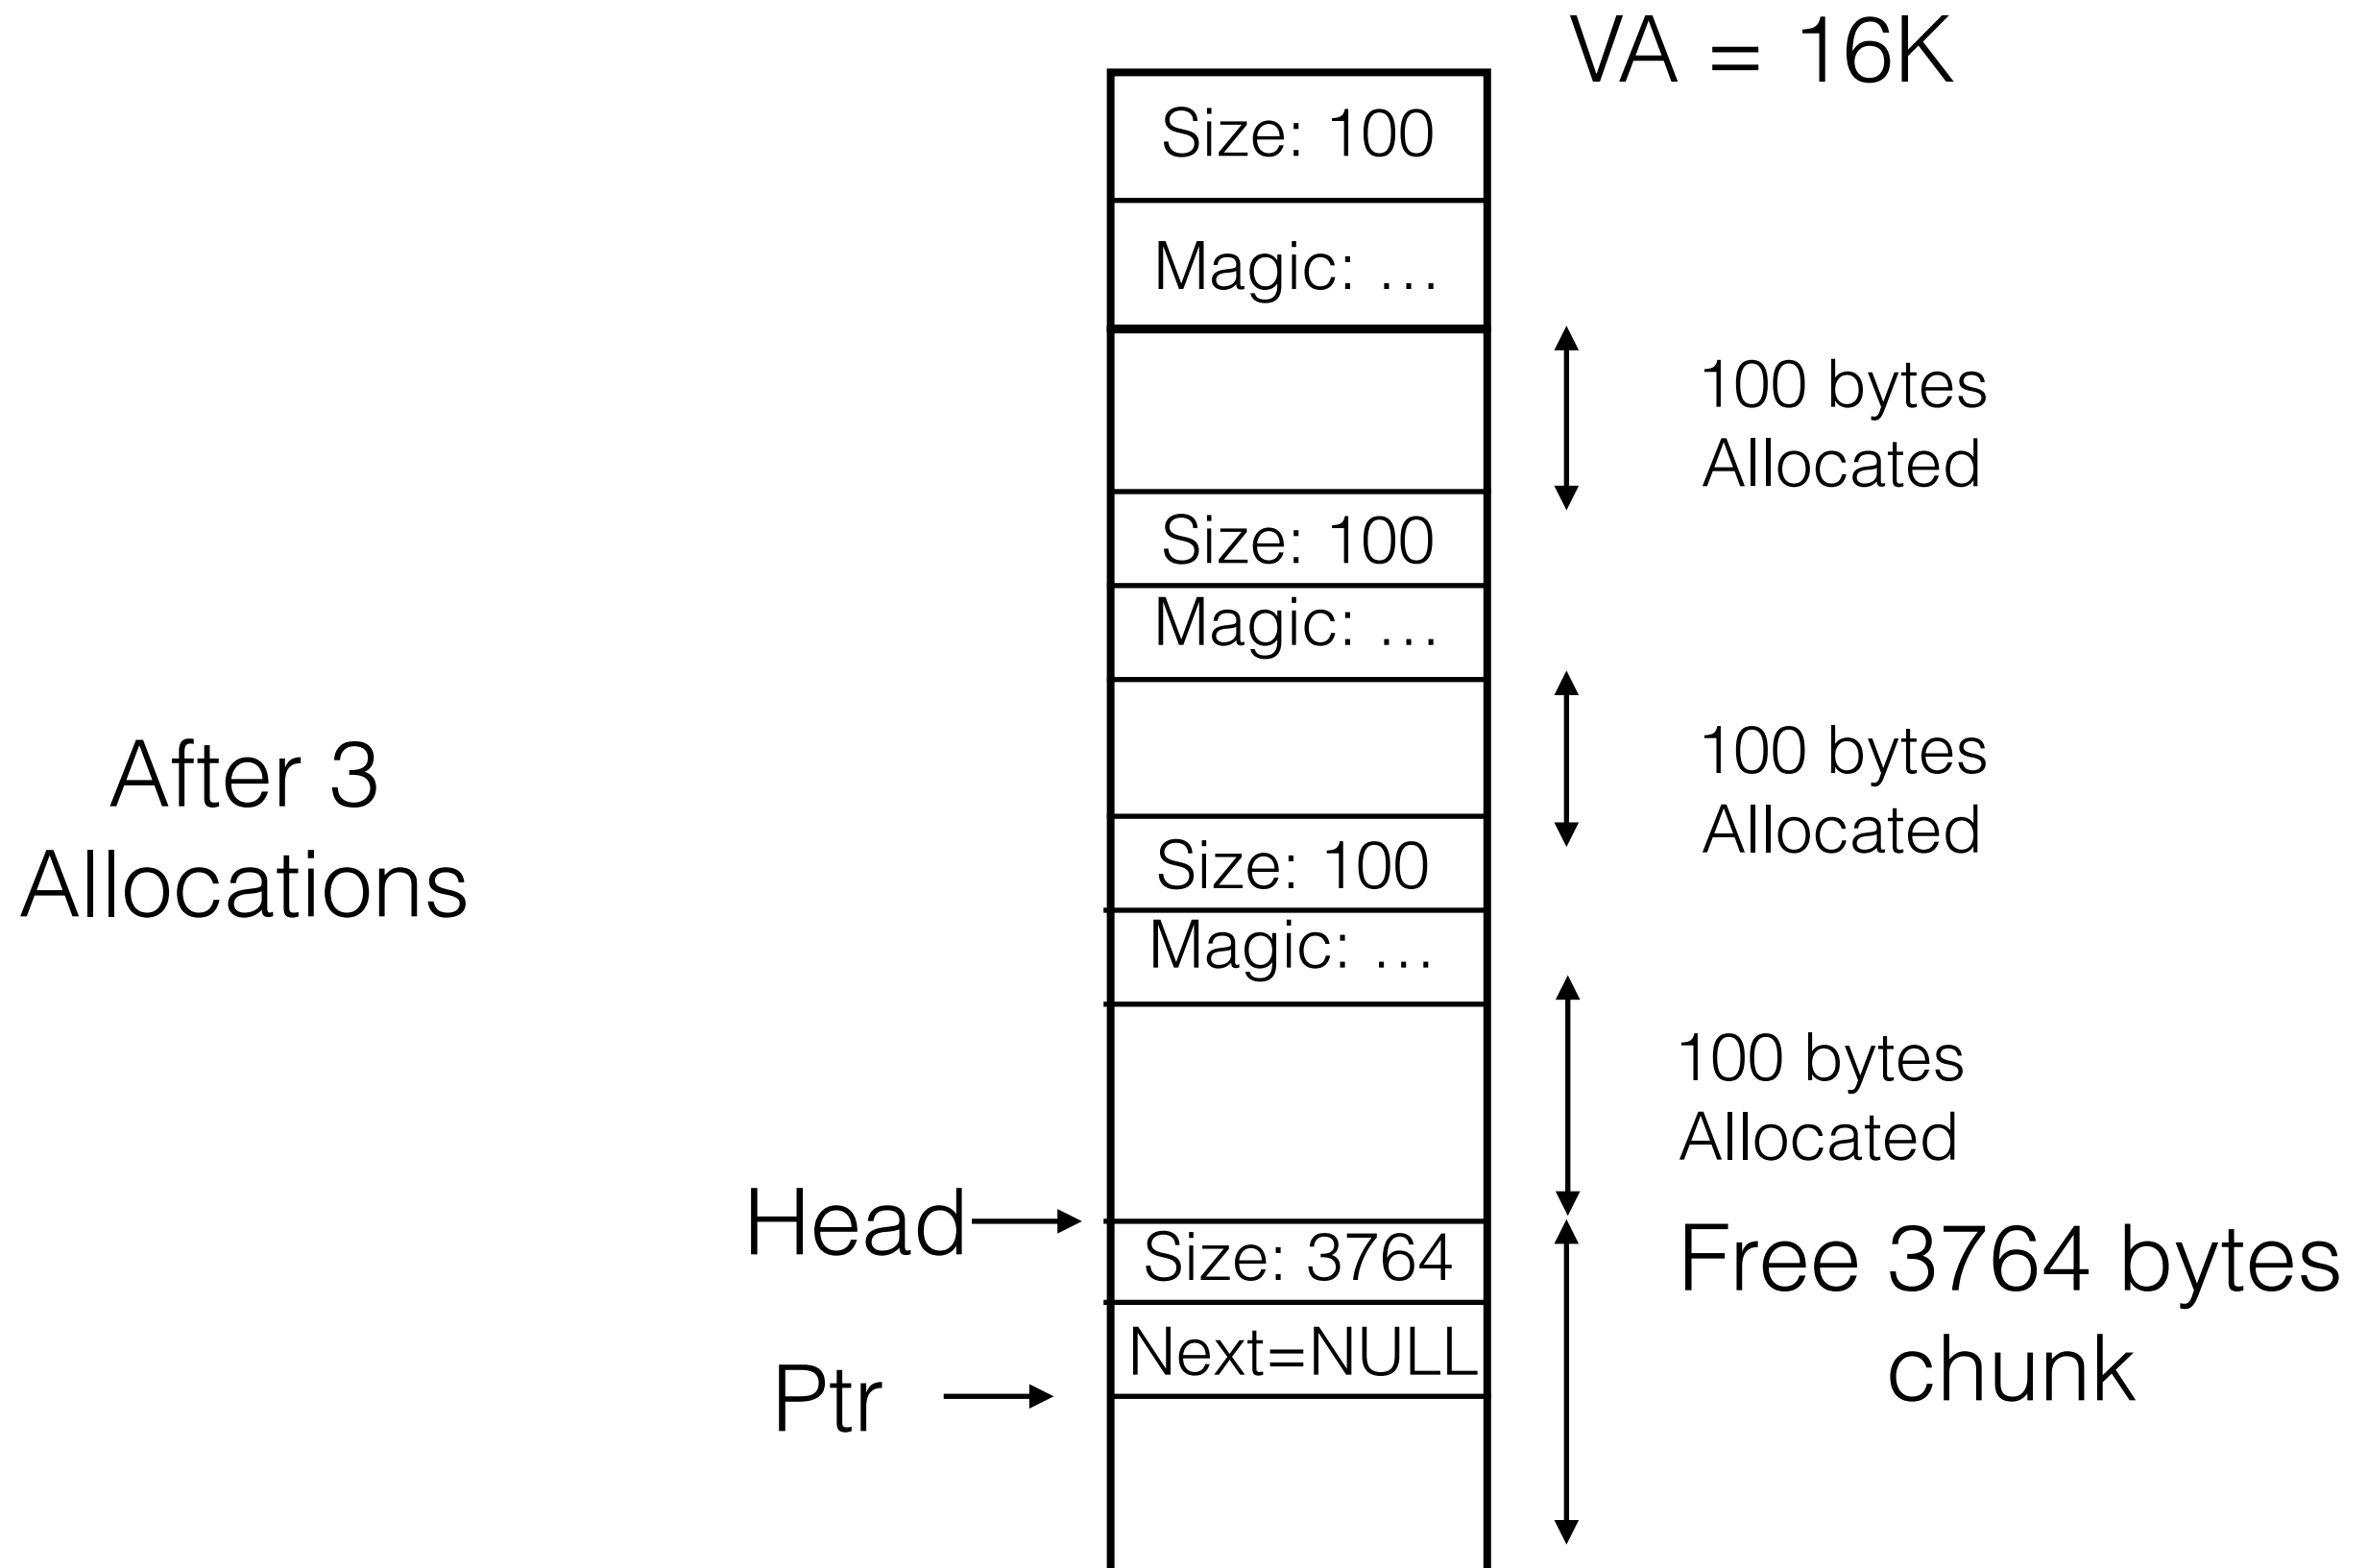 VA = 16K
Size: 100
Magic: ...
100 bytes
Allocated
Size: 100
Magic: ...
After 3
Allocations
100 bytes
Allocated
Size: 100
Magic: ...
100 bytes
Allocated
Head
Size: 3764
Free 3764 bytes
chunk
Next=NULL
Ptr